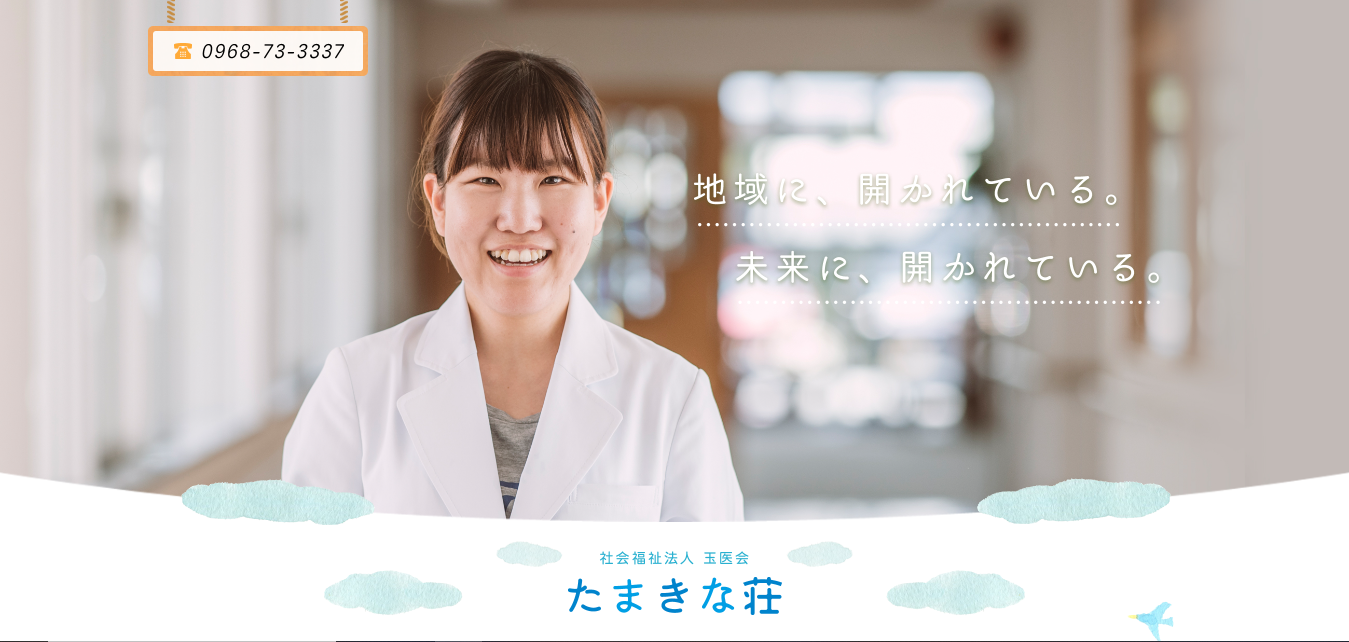 0968-73-3337
地域に、開かれている。
未来に、開かれている。
社会福祉法人 玉医会
たまきな荘